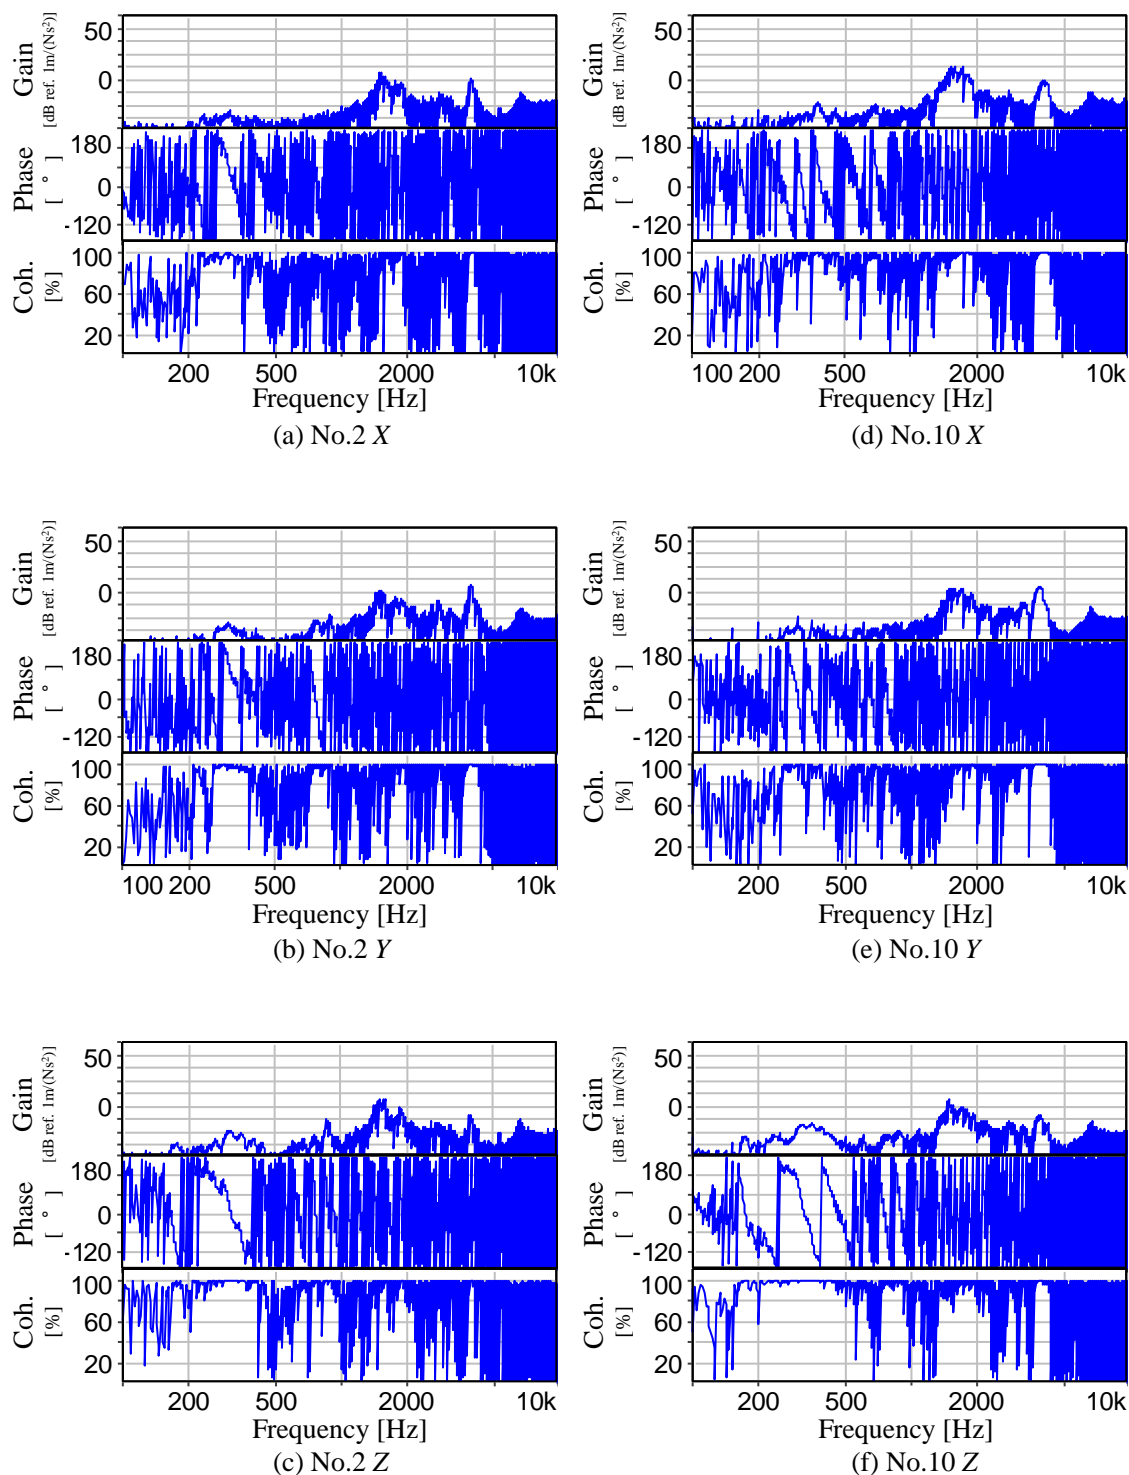 Gain
[dB ref. 1m/(Ns²)]
50
0
Phase
[ ° ]
180
0
-120
Coh.
[%]
100
60
20
200 500 2000 10k
Frequency [Hz]
(a) No.2 X
Gain
[dB ref. 1m/(Ns²)]
50
0
Phase
[ ° ]
180
0
-120
Coh.
[%]
100
60
20
100 200 500 2000 10k
Frequency [Hz]
(d) No.10 X
Gain
[dB ref. 1m/(Ns²)]
50
0
Phase
[ ° ]
180
0
-120
Coh.
[%]
100
60
20
100 200 500 2000 10k
Frequency [Hz]
(b) No.2 Y
Gain
[dB ref. 1m/(Ns²)]
50
0
Phase
[ ° ]
180
0
-120
Coh.
[%]
100
60
20
200 500 2000 10k
Frequency [Hz]
(e) No.10 Y
Gain
[dB ref. 1m/(Ns²)]
50
0
Phase
[ ° ]
180
0
-120
Coh.
[%]
100
60
20
200 500 2000 10k
Frequency [Hz]
(c) No.2 Z
Gain
[dB ref. 1m/(Ns²)]
50
0
Phase
[ ° ]
180
0
-120
Coh.
[%]
100
60
20
200 500 2000 10k
Frequency [Hz]
(f) No.10 Z